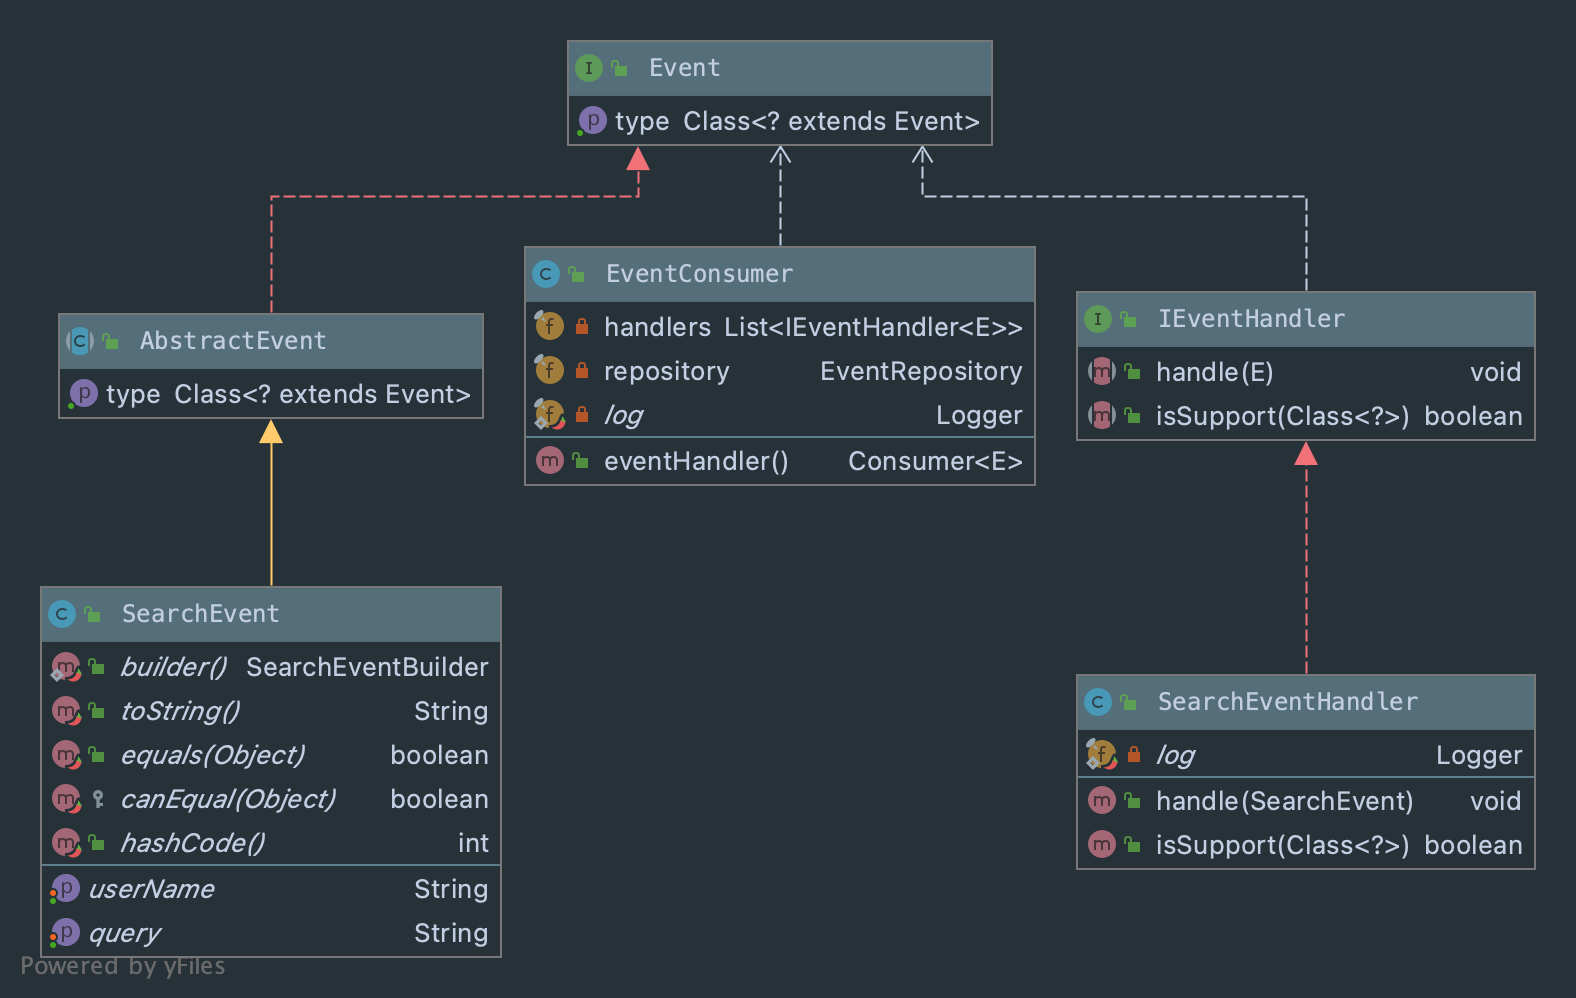 Event
type Class<? extends Event>
AbstractEvent
type Class<? extends Event>
EventConsumer
handlers List<IEventHandler<E>>
repository EventRepository
log Logger
eventHandler() Consumer<E>
IEventHandler
handle(E) void
isSupport(Class<?>) boolean
SearchEvent
builder() SearchEventBuilder
toString() String
equals(Object) boolean
canEqual(Object) boolean
hashCode() int
userName String
query String
SearchEventHandler
log Logger
handle(SearchEvent) void
isSupport(Class<?>) boolean
Powered by yFiles